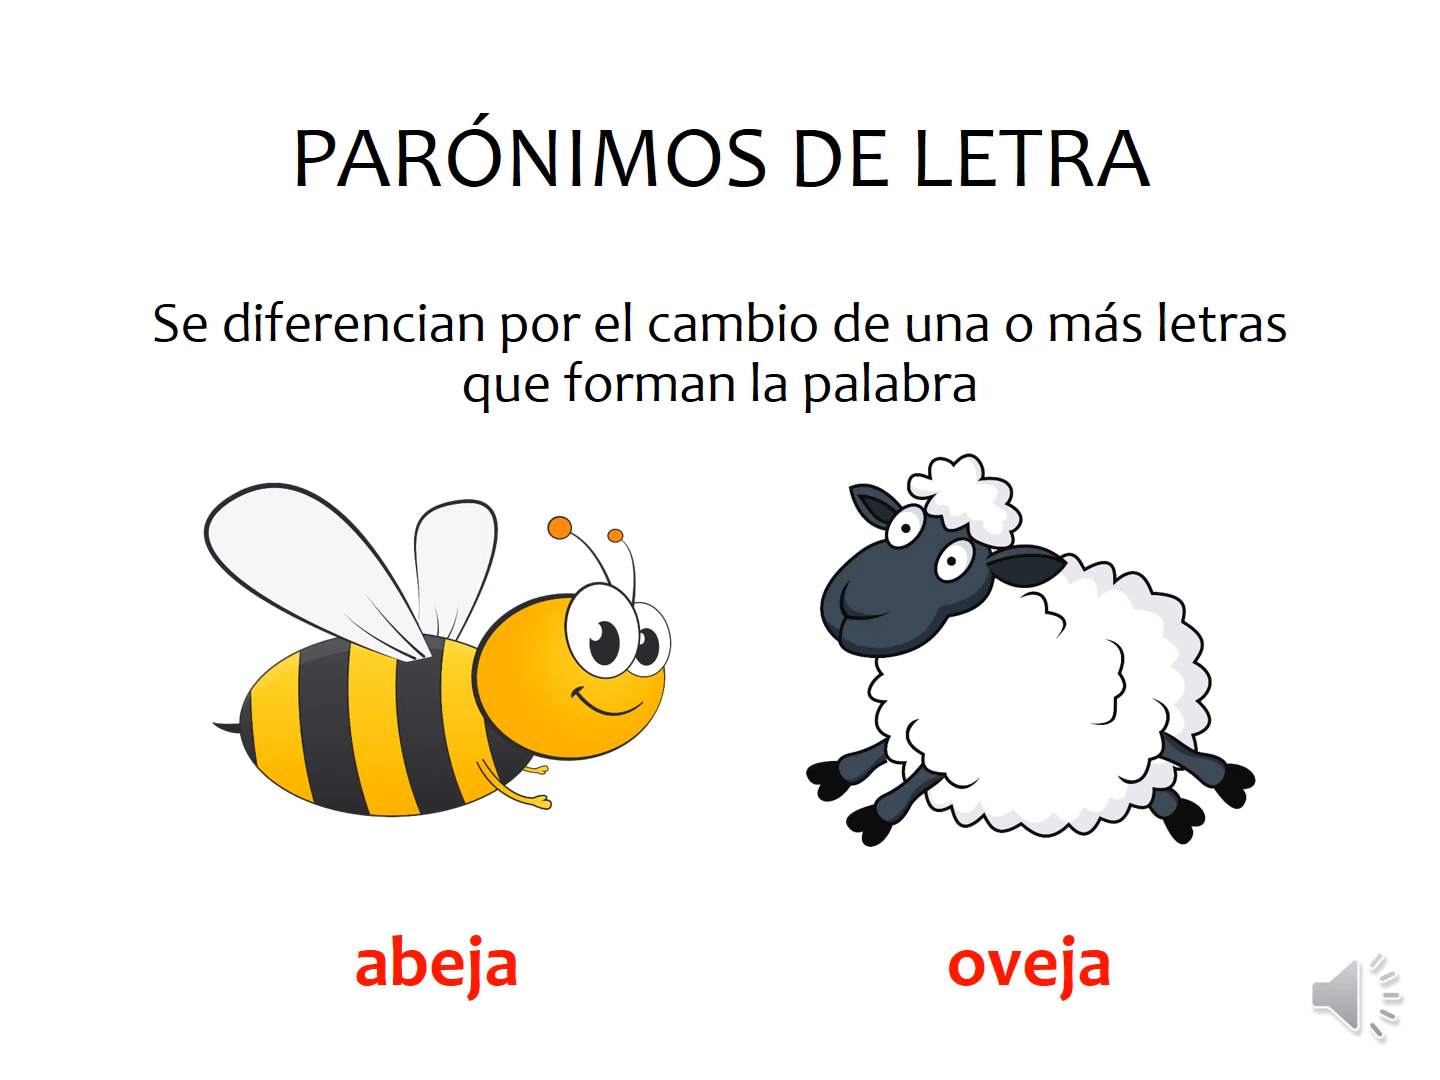 PARÓNIMOS DE LETRA
Se diferencian por el cambio de una o más letras
que forman la palabra
abeja
oveja